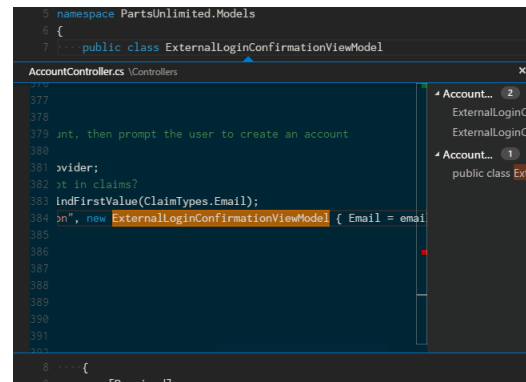 5 namespace PartsUnlimited.Models
6 {
7 ····public class ExternalLoginConfirmationViewModel
AccountController.cs \Controllers ×
376
377
378
379 unt, then prompt the user to create an account
380
381 ovider;
382 ot in claims?
383 indFirstValue(ClaimTypes.Email);
384 on", new ExternalLoginConfirmationViewModel { Email = emai
385
386
387
388
389
390
391
392
Account... 2
ExternalLoginC
ExternalLoginC
Account... 1
public class Ext
8 ····{